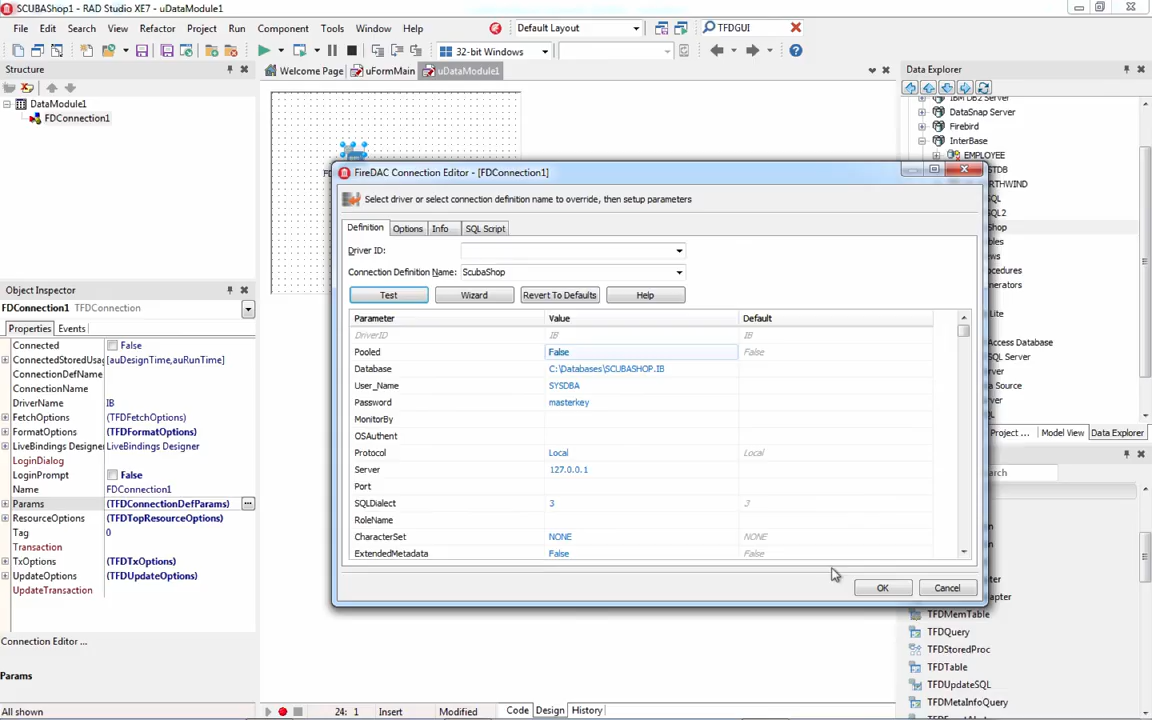 SCUBAShop1 - RAD Studio XE7 - uDataModule1
File Edit Search View Refactor Project Run Component Tools Window Help
Default Layout
TFDGUI
32-bit Windows
Structure
Welcome Page
uFormMain
uDataModule1
DataModule1
FDConnection1
Data Explorer
DataSnap Server
Firebird
InterBase
EMPLOYEE
FireDAC Connection Editor - [FDConnection1]
Select driver or select connection definition name to override, then setup parameters
Definition Options Info SQL Script
Driver ID:
Connection Definition Name: ScubaShop
Test Wizard Revert To Defaults Help
Parameter Value Default
DriverID IB IB
Pooled False False
Database C:\Databases\SCUBASHOP.IB
User_Name SYSDBA
Password masterkey
MonitorBy
OSAuthent
Protocol Local Local
Server 127.0.0.1
Port
SQLDialect 3 3
RoleName
CharacterSet NONE NONE
ExtendedMetadata False False
OK Cancel
Object Inspector
FDConnection1 TFDConnection
Properties Events
Connected False
ConnectedStoredUsag [auDesignTime,auRunTime]
ConnectionDefName
ConnectionName
DriverName IB
FetchOptions (TFDFetchOptions)
FormatOptions (TFDFormatOptions)
LiveBindings Designer LiveBindings Designer
LoginDialog
LoginPrompt False
Name FDConnection1
Params (TFDConnectionDefParams)
ResourceOptions (TFDTopResourceOptions)
Tag 0
Transaction
TxOptions (TFDTxOptions)
UpdateOptions (TFDUpdateOptions)
UpdateTransaction
Connection Editor ...
Params
All shown
24: 1
Insert
Modified
Code Design History
Project ...
Model View
Data Explorer
TFDMemTable
TFDQuery
TFDStoredProc
TFDTable
TFDUpdateSQL
TFDMetaInfoQuery